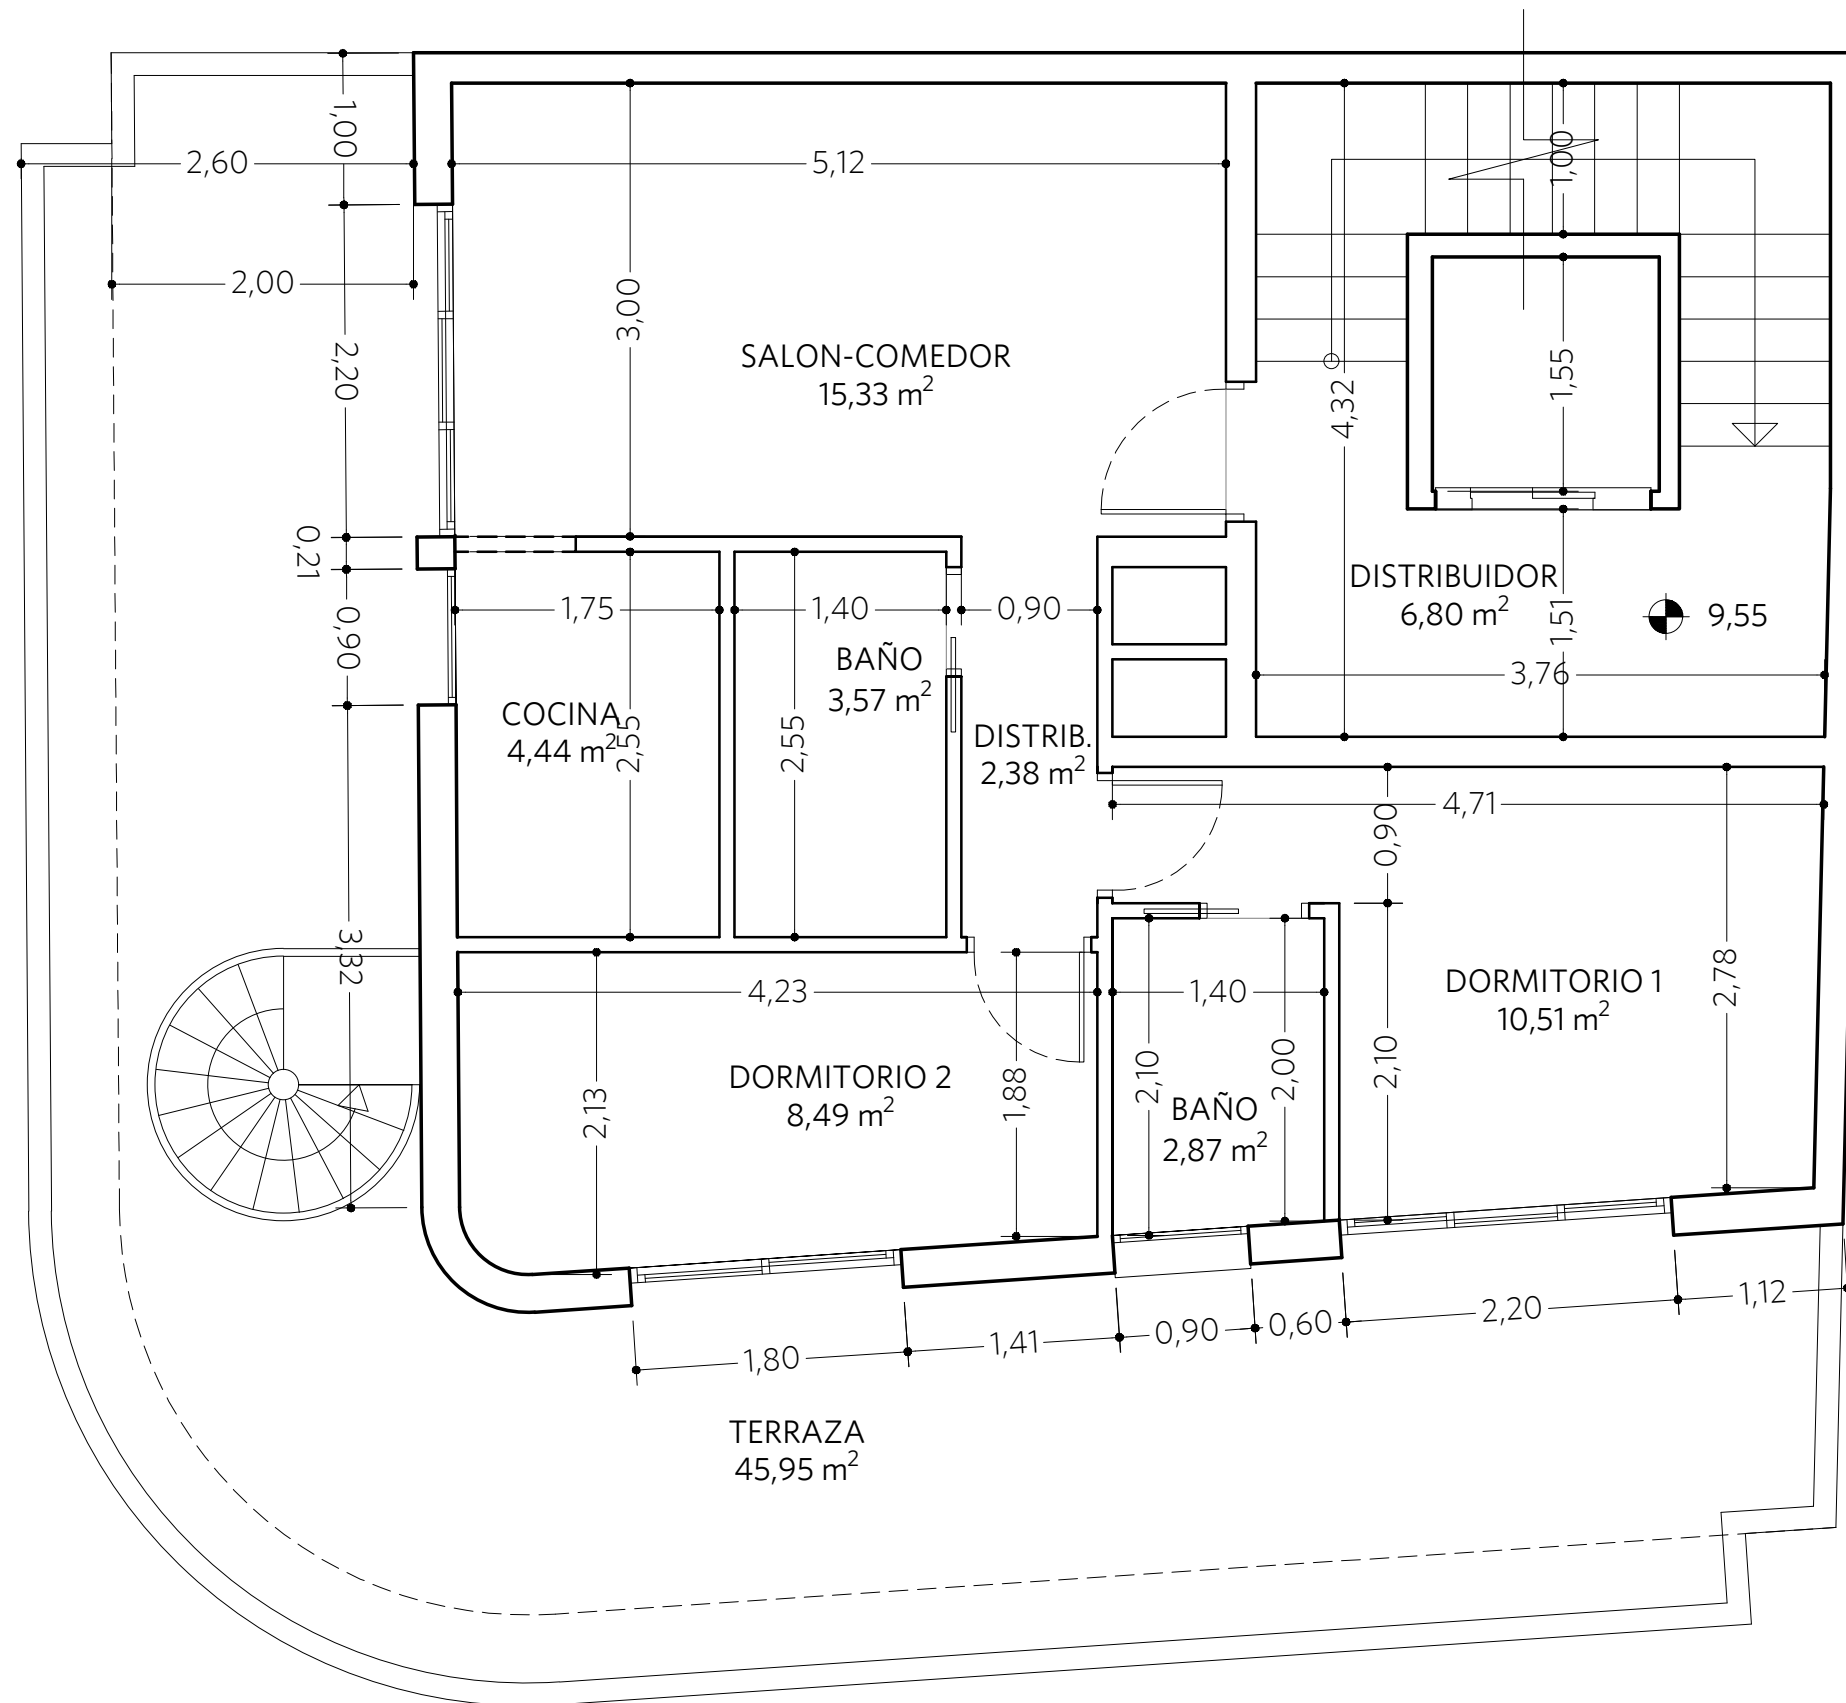 1,00
1,00
2,60
5,12
2,00
3,00
2,20
SALON-COMEDOR
15,33 m²
1,55
4,32
0,21
DISTRIBUIDOR
6,80 m²
1,51
9,55
1,75
1,40
0,90
0,90
BAÑO
3,57 m²
3,76
COCINA
4,44 m²
2,55
2,55
DISTRIB.
2,38 m²
4,71
0,90
3,32
4,23
1,40
DORMITORIO 1
10,51 m²
2,78
DORMITORIO 2
8,49 m²
2,13
1,88
2,10
2,00
2,10
BAÑO
2,87 m²
1,80
1,41
0,90
0,60
2,20
1,12
TERRAZA
45,95 m²